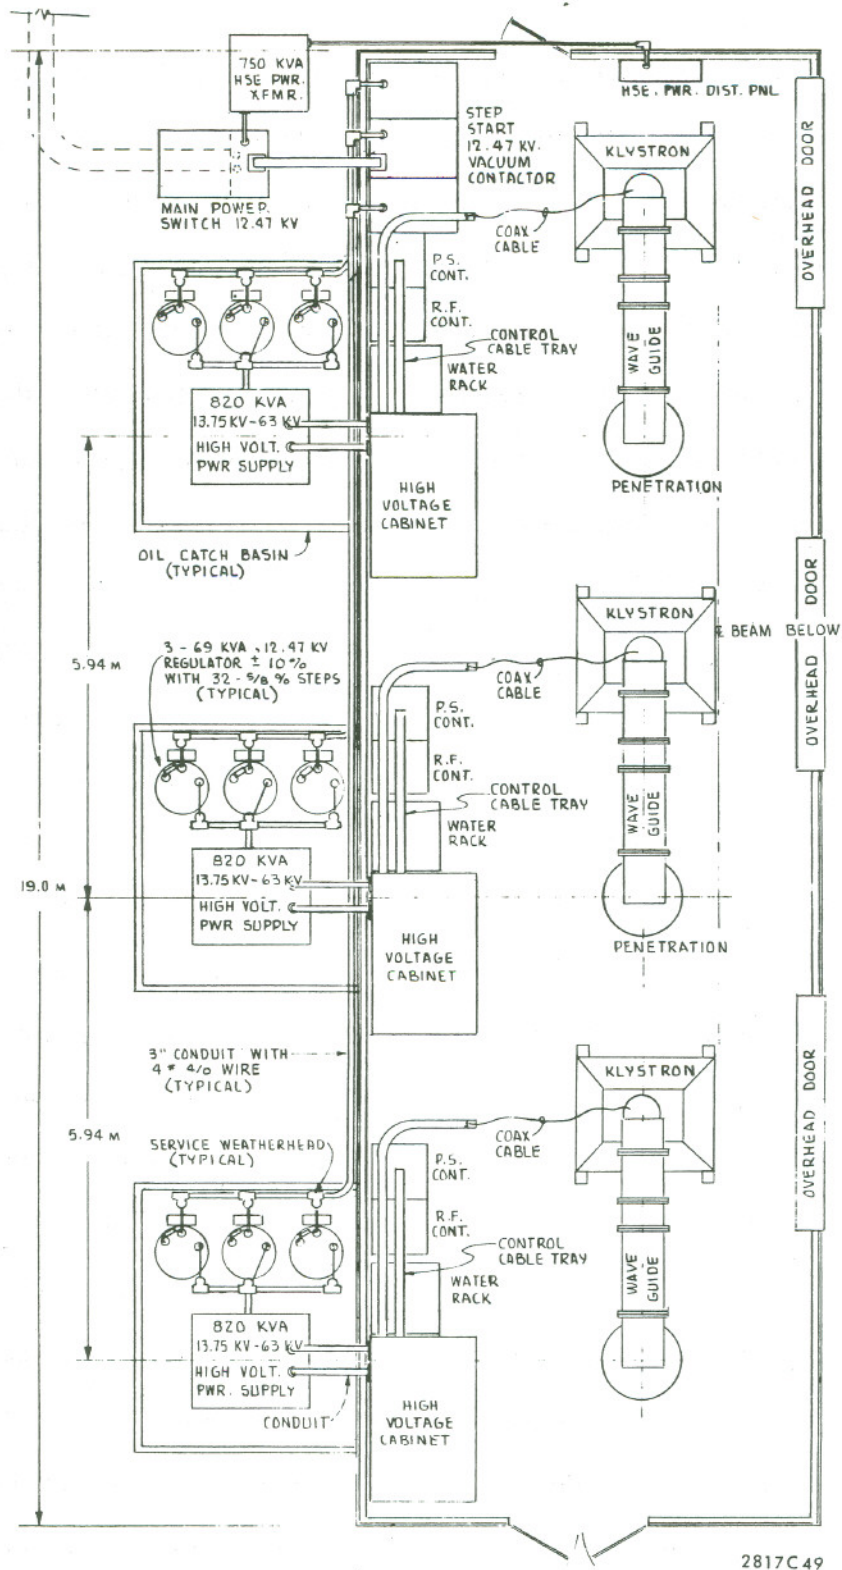 750 KVA
HSE PWR.
XFMR.
HSE. PWR. DIST. PNL.
STEP
START
12.47 KV.
VACUUM
CONTACTOR
MAIN POWER.
SWITCH 12.47 KV
KLYSTRON
OVERHEAD DOOR
COAX
CABLE
P.S.
CONT.
R.F.
CONT.
CONTROL
CABLE TRAY
WATER
RACK
WAVE
GUIDE
820 KVA
13.75 KV-63 KV
HIGH VOLT.
PWR SUPPLY
HIGH
VOLTAGE
CABINET
PENETRATION
OIL CATCH BASIN
(TYPICAL)
5.94 M
3 - 69 KVA, 12.47 KV
REGULATOR ± 10%
WITH 32 - 5/8 % STEPS
(TYPICAL)
KLYSTRON
℄ BEAM BELOW
OVERHEAD DOOR
COAX
CABLE
P.S.
CONT.
R.F.
CONT.
CONTROL
CABLE TRAY
WATER
RACK
WAVE
GUIDE
820 KVA
13.75 KV-63 KV
HIGH VOLT.
PWR SUPPLY
19.0 M
HIGH
VOLTAGE
CABINET
PENETRATION
3" CONDUIT WITH
4 # 4/0 WIRE
(TYPICAL)
5.94 M
SERVICE WEATHERHEAD
(TYPICAL)
KLYSTRON
OVERHEAD DOOR
COAX
CABLE
P.S.
CONT.
R.F.
CONT.
CONTROL
CABLE TRAY
WATER
RACK
WAVE
GUIDE
820 KVA
13.75 KV-63 KV
HIGH VOLT.
PWR. SUPPLY
CONDUIT
HIGH
VOLTAGE
CABINET
2817C49